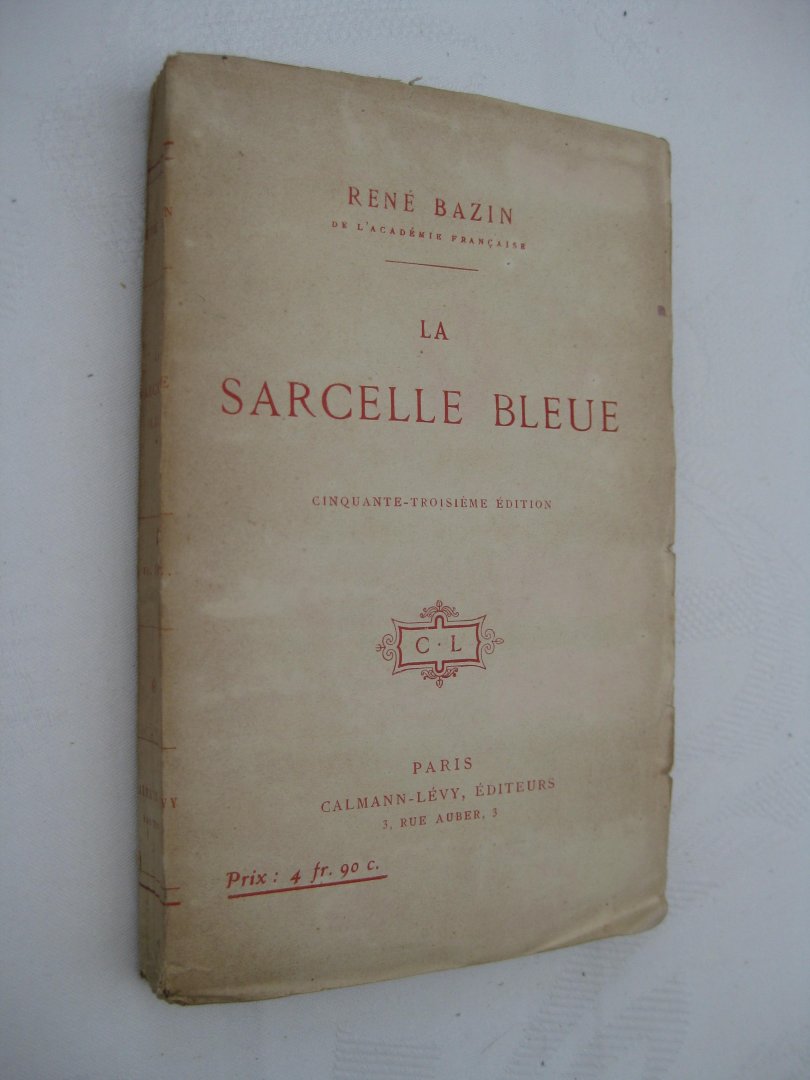 RENÉ BAZIN
DE L'ACADÉMIE FRANÇAISE
LA
SARCELLE BLEUE
CINQUANTE-TROISIÈME ÉDITION
C · L
PARIS
CALMANN-LÉVY, ÉDITEURS
3, RUE AUBER, 3
Prix : 4 fr. 90 c.